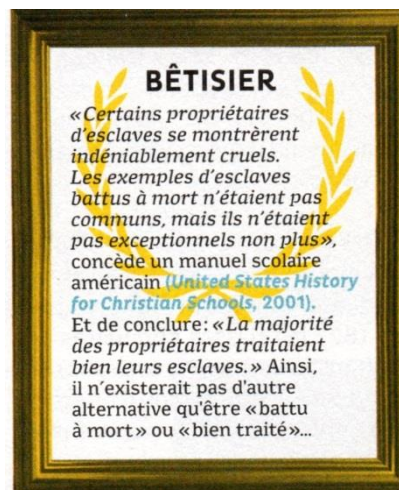 BÊTISIER
«Certains propriétaires
d'esclaves se montrèrent
indéniablement cruels.
Les exemples d'esclaves
battus à mort n'étaient pas
communs, mais ils n'étaient
pas exceptionnels non plus»,
concède un manuel scolaire
américain (United States History
for Christian Schools, 2001).
Et de conclure: «La majorité
des propriétaires traitaient
bien leurs esclaves.» Ainsi,
il n'existerait pas d'autre
alternative qu'être «battu
à mort» ou «bien traité»...